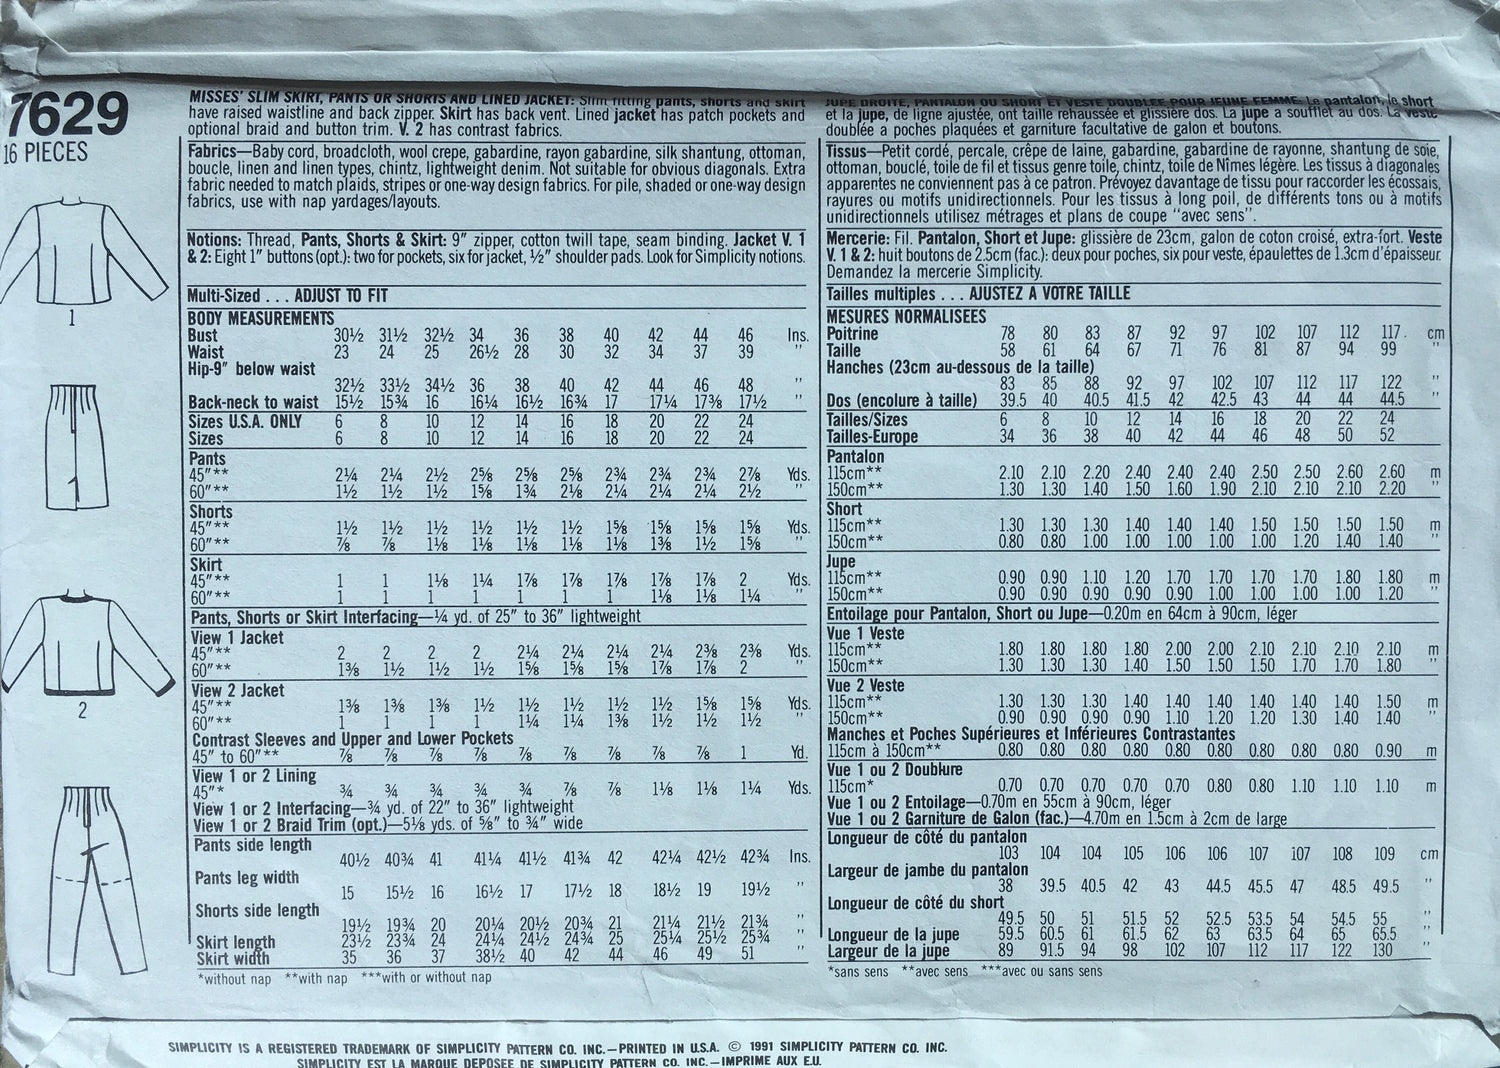 7629
16 PIECES
1
2
MISSES' SLIM SKIRT, PANTS OR SHORTS AND LINED JACKET: Slim fitting pants, shorts and skirt
have raised waistline and back zipper. Skirt has back vent. Lined jacket has patch pockets and
optional braid and button trim. V. 2 has contrast fabrics.
Fabrics—Baby cord, broadcloth, wool crepe, gabardine, rayon gabardine, silk shantung, ottoman,
boucle, linen and linen types, chintz, lightweight denim. Not suitable for obvious diagonals. Extra
fabric needed to match plaids, stripes or one-way design fabrics. For pile, shaded or one-way design
fabrics, use with nap yardages/layouts.
Notions: Thread, Pants, Shorts & Skirt: 9" zipper, cotton twill tape, seam binding. Jacket V. 1
& 2: Eight 1" buttons (opt.): two for pockets, six for jacket, ½" shoulder pads. Look for Simplicity notions.
Multi-Sized . . . ADJUST TO FIT
BODY MEASUREMENTS
Bust 30½ 31½ 32½ 34 36 38 40 42 44 46 Ins.
Waist 23 24 25 26½ 28 30 32 34 37 39 "
Hip-9" below waist
32½ 33½ 34½ 36 38 40 42 44 46 48 "
Back-neck to waist 15½ 15¾ 16 16¼ 16½ 16¾ 17 17¼ 17⅜ 17½ "
Sizes U.S.A. ONLY 6 8 10 12 14 16 18 20 22 24
Sizes 6 8 10 12 14 16 18 20 22 24
Pants
45"** 2¼ 2¼ 2½ 2⅝ 2⅝ 2⅝ 2¾ 2¾ 2¾ 2⅞ Yds.
60"** 1½ 1½ 1½ 1⅝ 1¾ 2⅛ 2¼ 2¼ 2¼ 2½ "
Shorts
45"** 1½ 1½ 1½ 1½ 1½ 1½ 1⅝ 1⅝ 1⅝ 1⅝ Yds.
60"** ⅞ ⅞ 1⅛ 1⅛ 1⅛ 1⅛ 1⅛ 1⅜ 1½ 1⅝ "
Skirt
45"** 1 1 1⅛ 1¼ 1⅞ 1⅞ 1⅞ 1⅞ 1⅞ 2 Yds.
60"** 1 1 1 1 1 1 1 1⅛ 1⅛ 1¼ "
Pants, Shorts or Skirt Interfacing—¼ yd. of 25" to 36" lightweight
View 1 Jacket
45"** 2 2 2 2 2¼ 2¼ 2¼ 2¼ 2⅜ 2⅜ Yds.
60"** 1⅜ 1½ 1½ 1½ 1⅝ 1⅝ 1⅝ 1⅞ 1⅞ 2 "
View 2 Jacket
45"** 1⅜ 1⅜ 1⅜ 1½ 1½ 1½ 1½ 1½ 1⅝ 1⅝ Yds.
60"** 1 1 1 1 1¼ 1¼ 1⅜ 1½ 1½ 1½ "
Contrast Sleeves and Upper and Lower Pockets
45" to 60"** ⅞ ⅞ ⅞ ⅞ ⅞ ⅞ ⅞ ⅞ ⅞ 1 Yd.
View 1 or 2 Lining
45"* ¾ ¾ ¾ ¾ ¾ ⅞ ⅞ 1⅛ 1⅛ 1¼ Yds.
View 1 or 2 Interfacing—¾ yd. of 22" to 36" lightweight
View 1 or 2 Braid Trim (opt.)—5⅛ yds. of ⅝" to ¾" wide
Pants side length
40½ 40¾ 41 41¼ 41½ 41¾ 42 42¼ 42½ 42¾ Ins.
Pants leg width
15 15½ 16 16½ 17 17½ 18 18½ 19 19½ "
Shorts side length
19½ 19¾ 20 20¼ 20½ 20¾ 21 21¼ 21½ 21¾ "
Skirt length 23½ 23¾ 24 24¼ 24½ 24¾ 25 25¼ 25½ 25¾ "
Skirt width 35 36 37 38½ 40 42 44 46 49 51 "
*without nap **with nap ***with or without nap
JUPE DROITE, PANTALON OU SHORT ET VESTE DOUBLEE POUR JEUNE FEMME: Le pantalon, le short
et la jupe, de ligne ajustée, ont taille rehaussée et glissière dos. La jupe a soufflet au dos. La veste
doublée a poches plaquées et garniture facultative de galon et boutons.
Tissus—Petit cordé, percale, crêpe de laine, gabardine, gabardine de rayonne, shantung de soie,
ottoman, bouclé, toile de fil et tissus genre toile, chintz, toile de Nîmes légère. Les tissus à diagonales
apparentes ne conviennent pas à ce patron. Prévoyez davantage de tissu pour raccorder les écossais,
rayures ou motifs unidirectionnels. Pour les tissus à long poil, de différents tons ou à motifs
unidirectionnels utilisez métrages et plans de coupe "avec sens".
Mercerie: Fil. Pantalon, Short et Jupe: glissière de 23cm, galon de coton croisé, extra-fort. Veste
V. 1 & 2: huit boutons de 2.5cm (fac.): deux pour poches, six pour veste, épaulettes de 1.3cm d'épaisseur.
Demandez la mercerie Simplicity.
Tailles multiples . . . AJUSTEZ A VOTRE TAILLE
MESURES NORMALISEES
Poitrine 78 80 83 87 92 97 102 107 112 117 cm
Taille 58 61 64 67 71 76 81 87 94 99 "
Hanches (23cm au-dessous de la taille)
83 85 88 92 97 102 107 112 117 122 "
Dos (encolure à taille) 39.5 40 40.5 41.5 42 42.5 43 44 44 44.5 "
Tailles/Sizes 6 8 10 12 14 16 18 20 22 24
Tailles-Europe 34 36 38 40 42 44 46 48 50 52
Pantalon
115cm** 2.10 2.10 2.20 2.40 2.40 2.40 2.50 2.50 2.60 2.60 m
150cm** 1.30 1.30 1.40 1.50 1.60 1.90 2.10 2.10 2.10 2.20 "
Short
115cm** 1.30 1.30 1.30 1.40 1.40 1.40 1.50 1.50 1.50 1.50 m
150cm** 0.80 0.80 1.00 1.00 1.00 1.00 1.00 1.20 1.40 1.40 "
Jupe
115cm** 0.90 0.90 1.10 1.20 1.70 1.70 1.70 1.70 1.80 1.80 m
150cm** 0.90 0.90 0.90 0.90 0.90 1.00 1.00 1.00 1.00 1.20 "
Entoilage pour Pantalon, Short ou Jupe—0.20m en 64cm à 90cm, léger
Vue 1 Veste
115cm** 1.80 1.80 1.80 1.80 2.00 2.00 2.10 2.10 2.10 2.10 m
150cm** 1.30 1.30 1.30 1.40 1.50 1.50 1.50 1.70 1.70 1.80 "
Vue 2 Veste
115cm** 1.30 1.30 1.30 1.40 1.40 1.40 1.40 1.40 1.40 1.50 m
150cm** 0.90 0.90 0.90 0.90 1.10 1.20 1.20 1.30 1.40 1.40 "
Manches et Poches Supérieures et Inférieures Contrastantes
115cm à 150cm** 0.80 0.80 0.80 0.80 0.80 0.80 0.80 0.80 0.80 0.90 m
Vue 1 ou 2 Doublure
115cm* 0.70 0.70 0.70 0.70 0.70 0.80 0.80 1.10 1.10 1.10 m
Vue 1 ou 2 Entoilage—0.70m en 55cm à 90cm, léger
Vue 1 ou 2 Garniture de Galon (fac.)—4.70m en 1.5cm à 2cm de large
Longueur de côté du pantalon
103 104 104 105 106 106 107 107 108 109 cm
Largeur de jambe du pantalon
38 39.5 40.5 42 43 44.5 45.5 47 48.5 49.5 "
Longueur de côté du short
49.5 50 51 51.5 52 52.5 53.5 54 54.5 55 "
Longueur de la jupe 59.5 60.5 61 61.5 62 63 63.5 64 65 65.5 "
Largeur de la jupe 89 91.5 94 98 102 107 112 117 122 130 "
*sans sens **avec sens ***avec ou sans sens
SIMPLICITY IS A REGISTERED TRADEMARK OF SIMPLICITY PATTERN CO. INC.—PRINTED IN U.S.A. © 1991 SIMPLICITY PATTERN CO. INC.
SIMPLICITY EST LA MARQUE DEPOSEE DE SIMPLICITY PATTERN CO. INC.—IMPRIME AUX E.U.